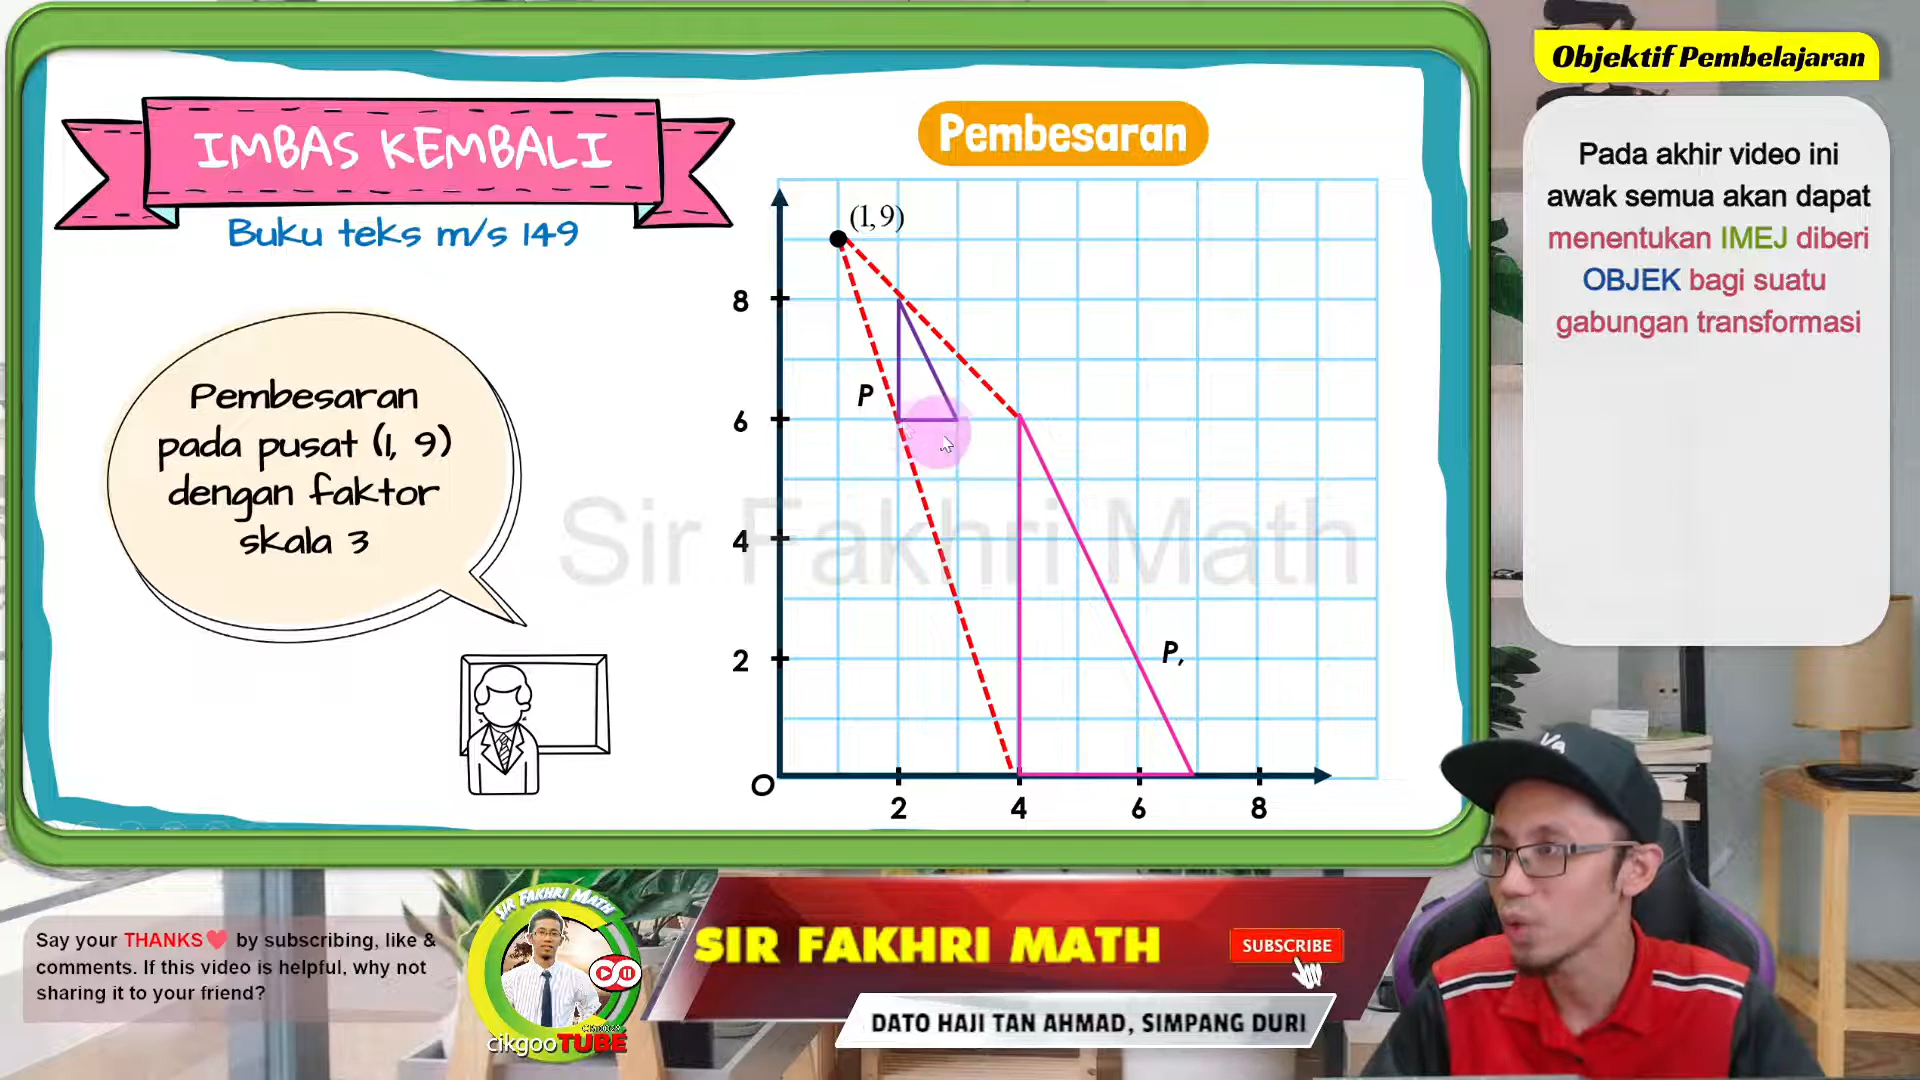 IMBAS KEMBALI
Buku teks m/s 149
Pembesaran
pada pusat (1, 9)
dengan faktor
skala 3
Pembesaran
(1, 9)
8
P
6
4
P,
2
O
2 4 6 8
Sir Fakhri Math
Objektif Pembelajaran
Pada akhir video ini
awak semua akan dapat
menentukan IMEJ diberi
OBJEK bagi suatu
gabungan transformasi
Say your THANKS❤ by subscribing, like &
comments. If this video is helpful, why not
sharing it to your friend?
SIR FAKHRI MATH
cikgooTUBE
SIR FAKHRI MATH
SUBSCRIBE
DATO HAJI TAN AHMAD, SIMPANG DURI